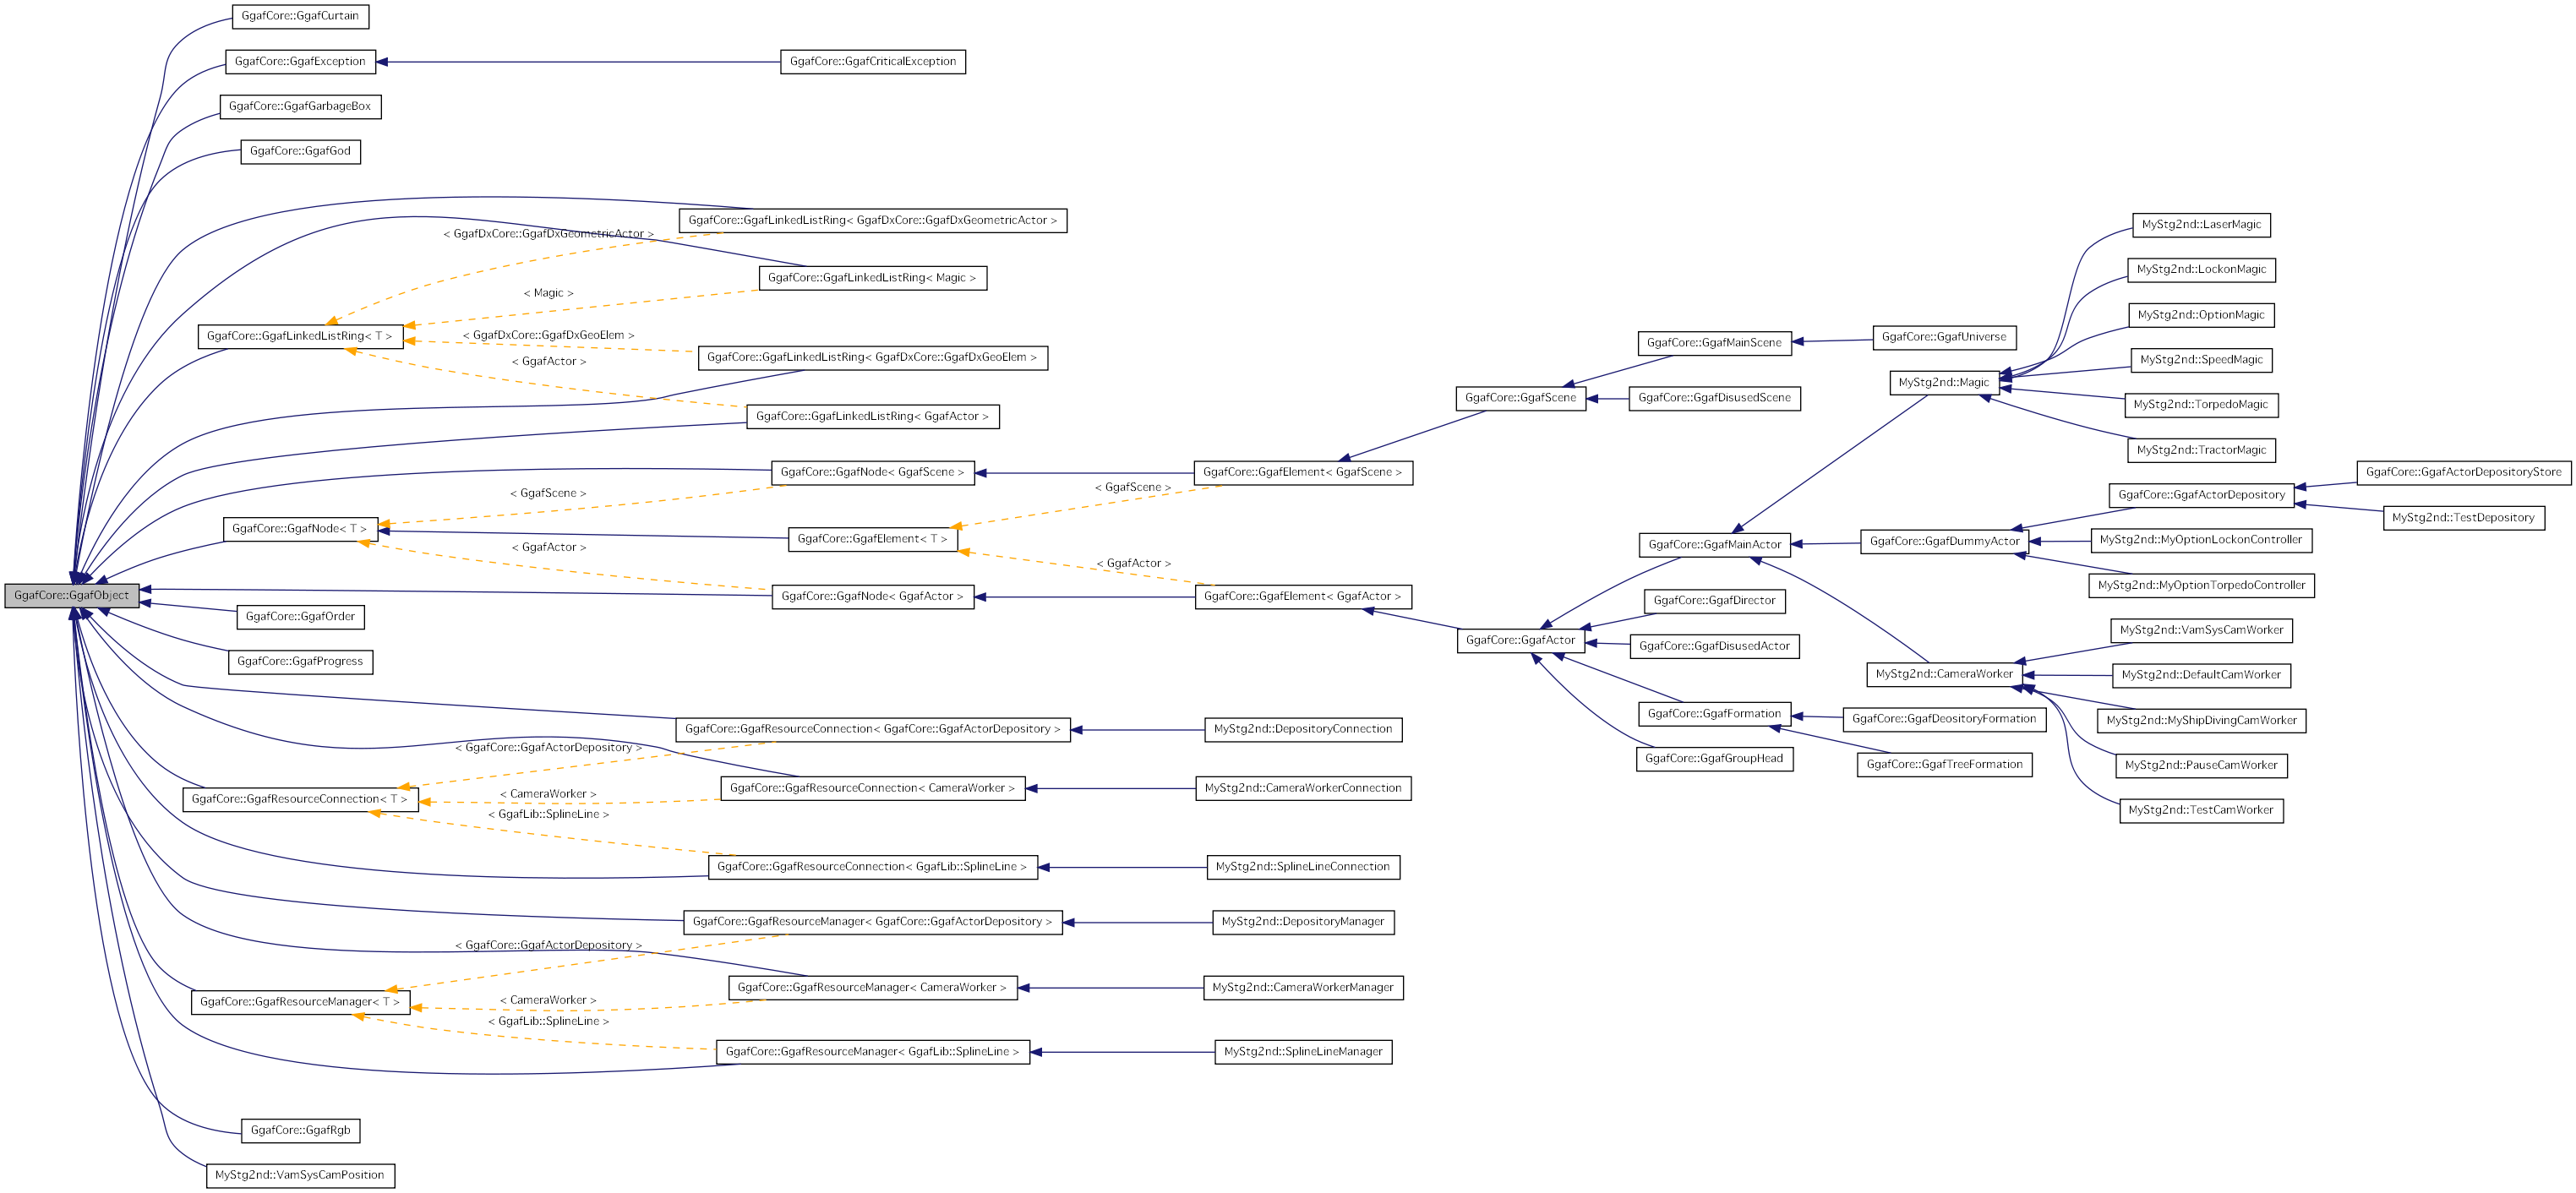 GgafCore::GgafCurtain
GgafCore::GgafException
GgafCore::GgafCriticalException
GgafCore::GgafGarbageBox
GgafCore::GgafGod
GgafCore::GgafLinkedListRing< GgafDxCore::GgafDxGeometricActor >
< GgafDxCore::GgafDxGeometricActor >
GgafCore::GgafLinkedListRing< Magic >
< Magic >
GgafCore::GgafLinkedListRing< T >
< GgafDxCore::GgafDxGeoElem >
GgafCore::GgafLinkedListRing< GgafDxCore::GgafDxGeoElem >
< GgafActor >
GgafCore::GgafLinkedListRing< GgafActor >
GgafCore::GgafNode< GgafScene >
< GgafScene >
GgafCore::GgafNode< T >
< GgafActor >
GgafCore::GgafElement< T >
GgafCore::GgafNode< GgafActor >
GgafCore::GgafElement< GgafScene >
< GgafScene >
< GgafActor >
GgafCore::GgafElement< GgafActor >
GgafCore::GgafObject
GgafCore::GgafOrder
GgafCore::GgafProgress
GgafCore::GgafScene
GgafCore::GgafMainScene
GgafCore::GgafUniverse
GgafCore::GgafDisusedScene
GgafCore::GgafActor
GgafCore::GgafMainActor
GgafCore::GgafDirector
GgafCore::GgafDisusedActor
GgafCore::GgafFormation
GgafCore::GgafGroupHead
MyStg2nd::Magic
MyStg2nd::LaserMagic
MyStg2nd::LockonMagic
MyStg2nd::OptionMagic
MyStg2nd::SpeedMagic
MyStg2nd::TorpedoMagic
MyStg2nd::TractorMagic
GgafCore::GgafDummyActor
GgafCore::GgafActorDepository
GgafCore::GgafActorDepositoryStore
MyStg2nd::TestDepository
MyStg2nd::MyOptionLockonController
MyStg2nd::MyOptionTorpedoController
MyStg2nd::CameraWorker
MyStg2nd::VamSysCamWorker
MyStg2nd::DefaultCamWorker
MyStg2nd::MyShipDivingCamWorker
MyStg2nd::PauseCamWorker
MyStg2nd::TestCamWorker
GgafCore::GgafDeositoryFormation
GgafCore::GgafTreeFormation
GgafCore::GgafResourceConnection< GgafCore::GgafActorDepository >
MyStg2nd::DepositoryConnection
< GgafCore::GgafActorDepository >
GgafCore::GgafResourceConnection< T >
< CameraWorker >
GgafCore::GgafResourceConnection< CameraWorker >
MyStg2nd::CameraWorkerConnection
< GgafLib::SplineLine >
GgafCore::GgafResourceConnection< GgafLib::SplineLine >
MyStg2nd::SplineLineConnection
GgafCore::GgafResourceManager< GgafCore::GgafActorDepository >
MyStg2nd::DepositoryManager
< GgafCore::GgafActorDepository >
GgafCore::GgafResourceManager< T >
< CameraWorker >
GgafCore::GgafResourceManager< CameraWorker >
MyStg2nd::CameraWorkerManager
< GgafLib::SplineLine >
GgafCore::GgafResourceManager< GgafLib::SplineLine >
MyStg2nd::SplineLineManager
GgafCore::GgafRgb
MyStg2nd::VamSysCamPosition